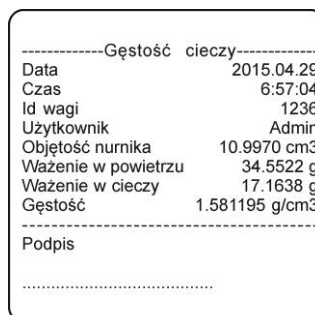 -------------Gęstość cieczy-------------
Data 2015.04.29
Czas 6:57:04
Id wagi 1236
Użytkownik Admin
Objętość nurnika 10.9970 cm3
Ważenie w powietrzu 34.5522 g
Ważenie w cieczy 17.1638 g
Gęstość 1.581195 g/cm3
----------------------------------------
Podpis
........................................